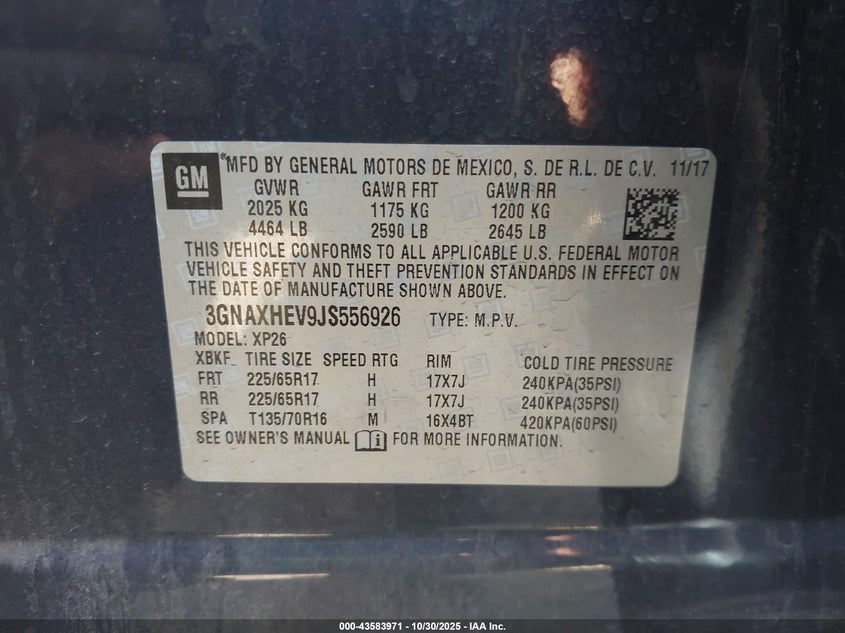 GM
*MFD BY GENERAL MOTORS DE MEXICO, S. DE R.L. DE C.V. 11/17
GVWR GAWR FRT GAWR RR
2025 KG 1175 KG 1200 KG
4464 LB 2590 LB 2645 LB
THIS VEHICLE CONFORMS TO ALL APPLICABLE U.S. FEDERAL MOTOR
VEHICLE SAFETY AND THEFT PREVENTION STANDARDS IN EFFECT ON
THE DATE OF MANUFACTURE SHOWN ABOVE.
3GNAXHEV9JS556926 TYPE: M.P.V.
MODEL: XP26
XBKF TIRE SIZE SPEED RTG RIM COLD TIRE PRESSURE
FRT 225/65R17 H 17X7J 240KPA(35PSI)
RR 225/65R17 H 17X7J 240KPA(35PSI)
SPA T135/70R16 M 16X4BT 420KPA(60PSI)
SEE OWNER'S MANUAL FOR MORE INFORMATION.
000-43583971 | 10/30/2025 - IAA Inc.